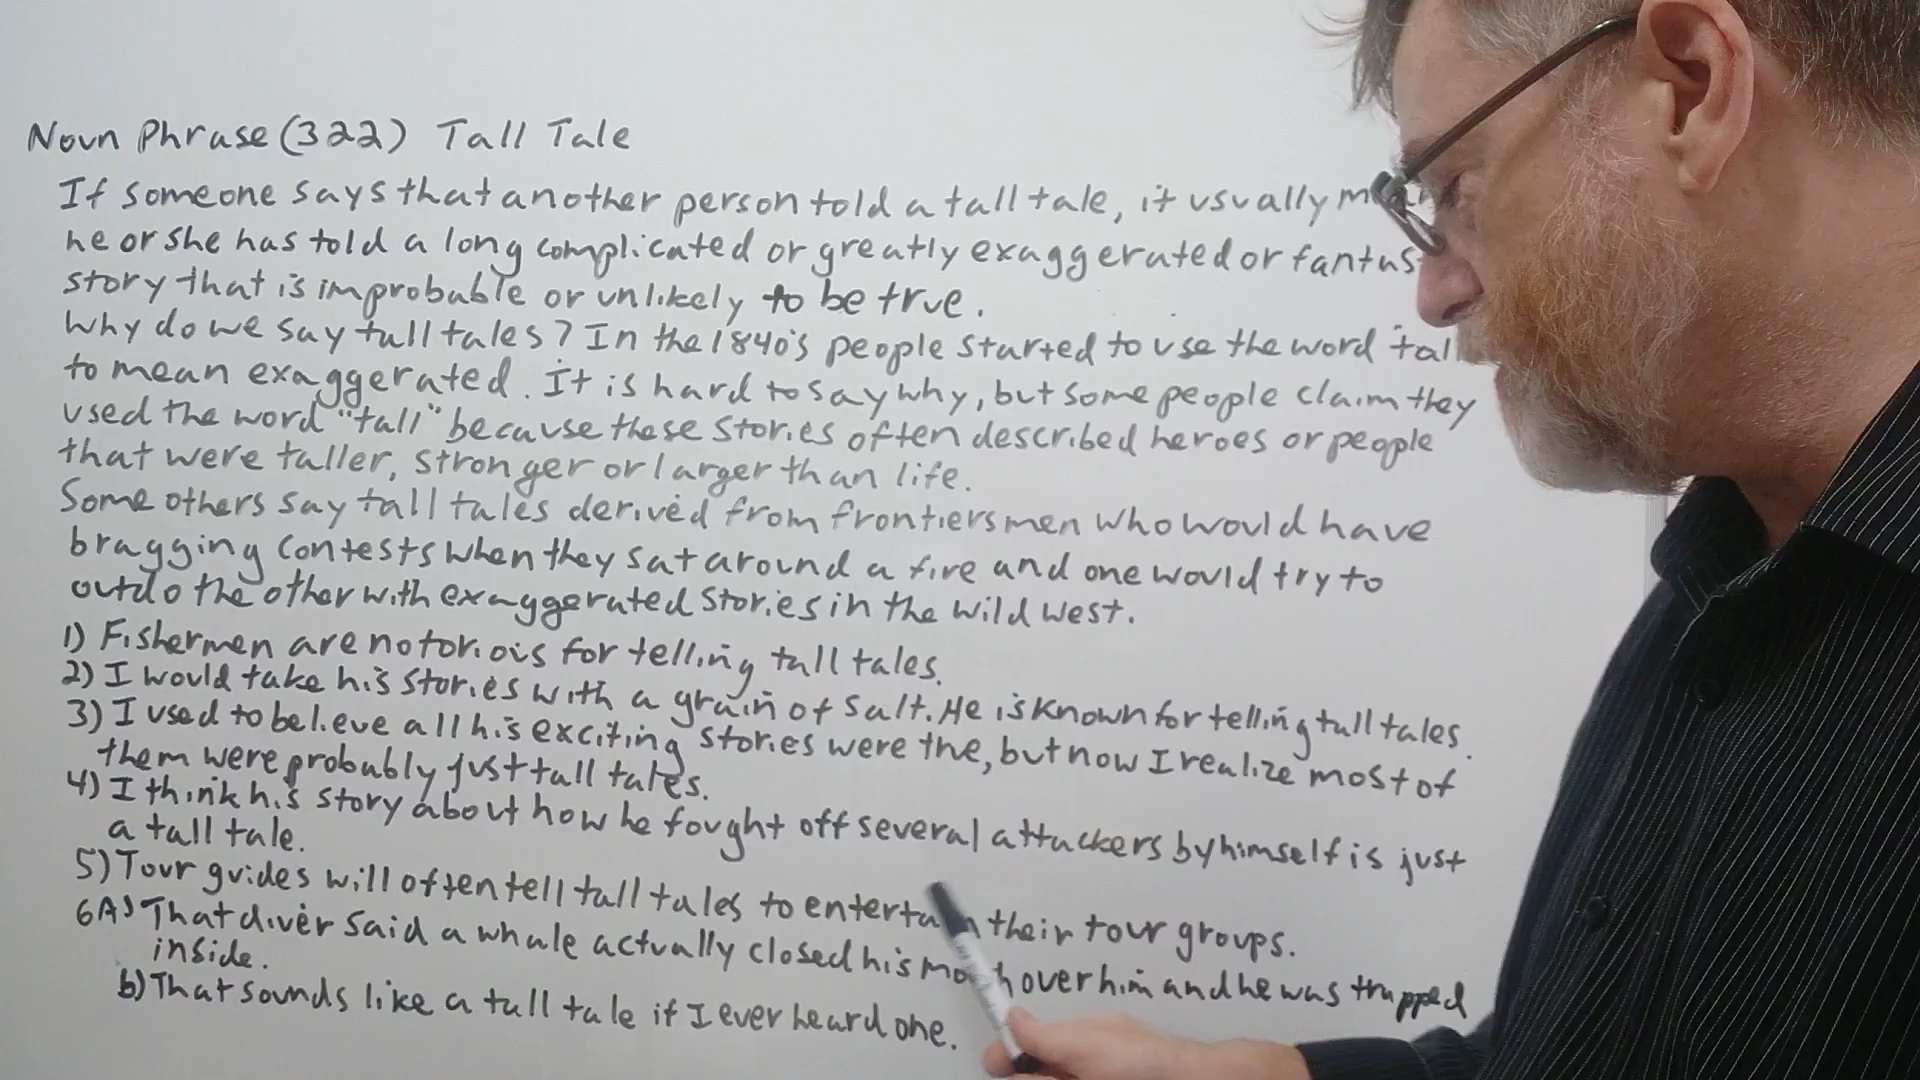 Noun Phrase (322) Tall Tale
If someone says that another person told a tall tale, it usually
he or she has told a long complicated or greatly exaggerated or
story that is improbable or unlikely to be true.
Why do we say tall tales? In the 1840's people started to use the word tall
to mean exaggerated. It is hard to say why, but some people claim they
used the word "tall" because these stories often described heroes or people
that were taller, stronger or larger than life.
Some others say tall tales derived from frontiersmen who would have
bragging contests when they sat around a fire and one would try to
outdo the other with exaggerated stories in the wild west.
1) Fishermen are notoriois for telling tall tales.
2) I would take his stories with a grain of salt. He is known for telling tall tales.
3) I used to believe all his exciting stories were the, but now I realize most of
them were probably just tall tales.
4) I think his story about how he fought off several attackers by himself is just
a tall tale.
5) Tour guides will often tell tall tales to entertain their tour groups.
6A) That diver said a whale actually closed his mouth over him and he was trapped
inside.
b) That sounds like a tall tale if I ever heard one.